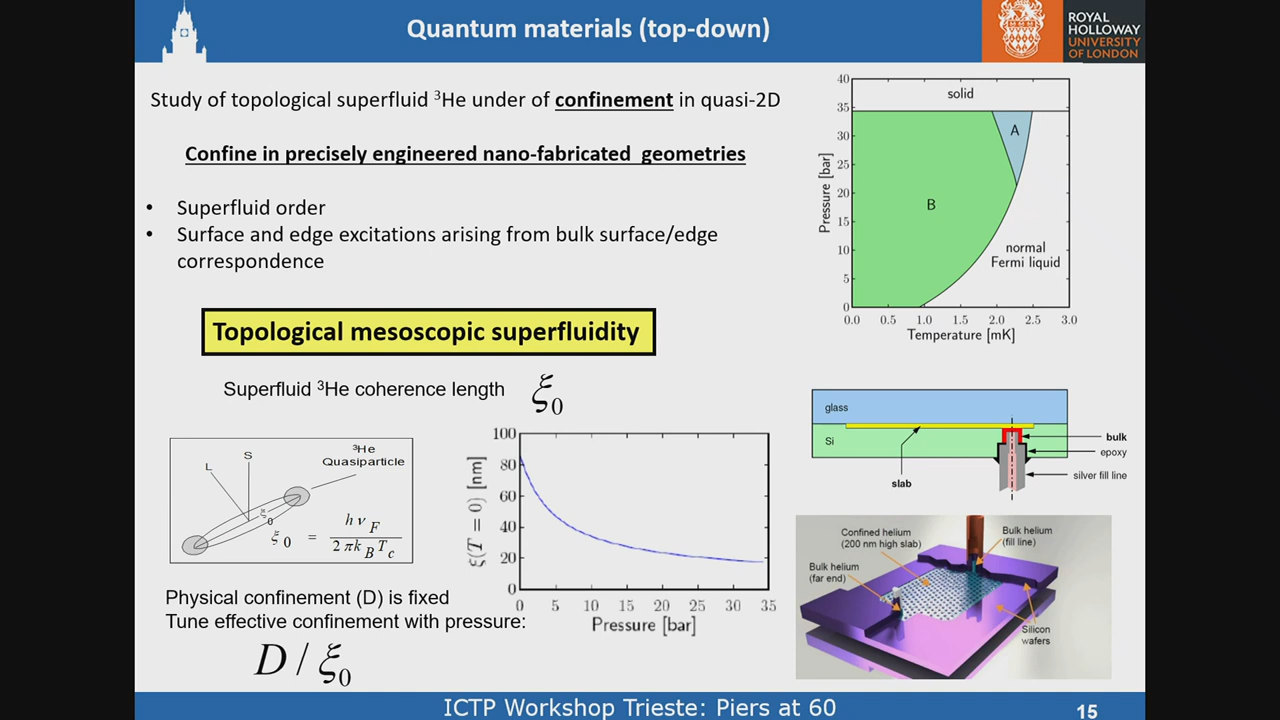 Quantum materials (top-down)
ROYAL
HOLLOWAY
UNIVERSITY
OF LONDON
Study of topological superfluid ³He under of confinement in quasi-2D
Confine in precisely engineered nano-fabricated geometries
• Superfluid order
• Surface and edge excitations arising from bulk surface/edge
correspondence
Topological mesoscopic superfluidity
Superfluid ³He coherence length ξ₀
40
35
30
25
20
15
10
5
0
Pressure [bar]
solid
A
B
normal
Fermi liquid
0.0 0.5 1.0 1.5 2.0 2.5 3.0
Temperature [mK]
³He
Quasiparticle
L
S
ξ₀
ξ₀ = h ν_F / 2 π k_B T_c
100
80
60
40
20
0
ξ(T = 0) [nm]
0 5 10 15 20 25 30 35
Pressure [bar]
glass
Si
slab
bulk
epoxy
silver fill line
Confined helium
(200 nm high slab)
Bulk helium
(fill line)
Bulk helium
(far end)
Silicon
wafers
Physical confinement (D) is fixed
Tune effective confinement with pressure:
D / ξ₀
ICTP Workshop Trieste: Piers at 60
15